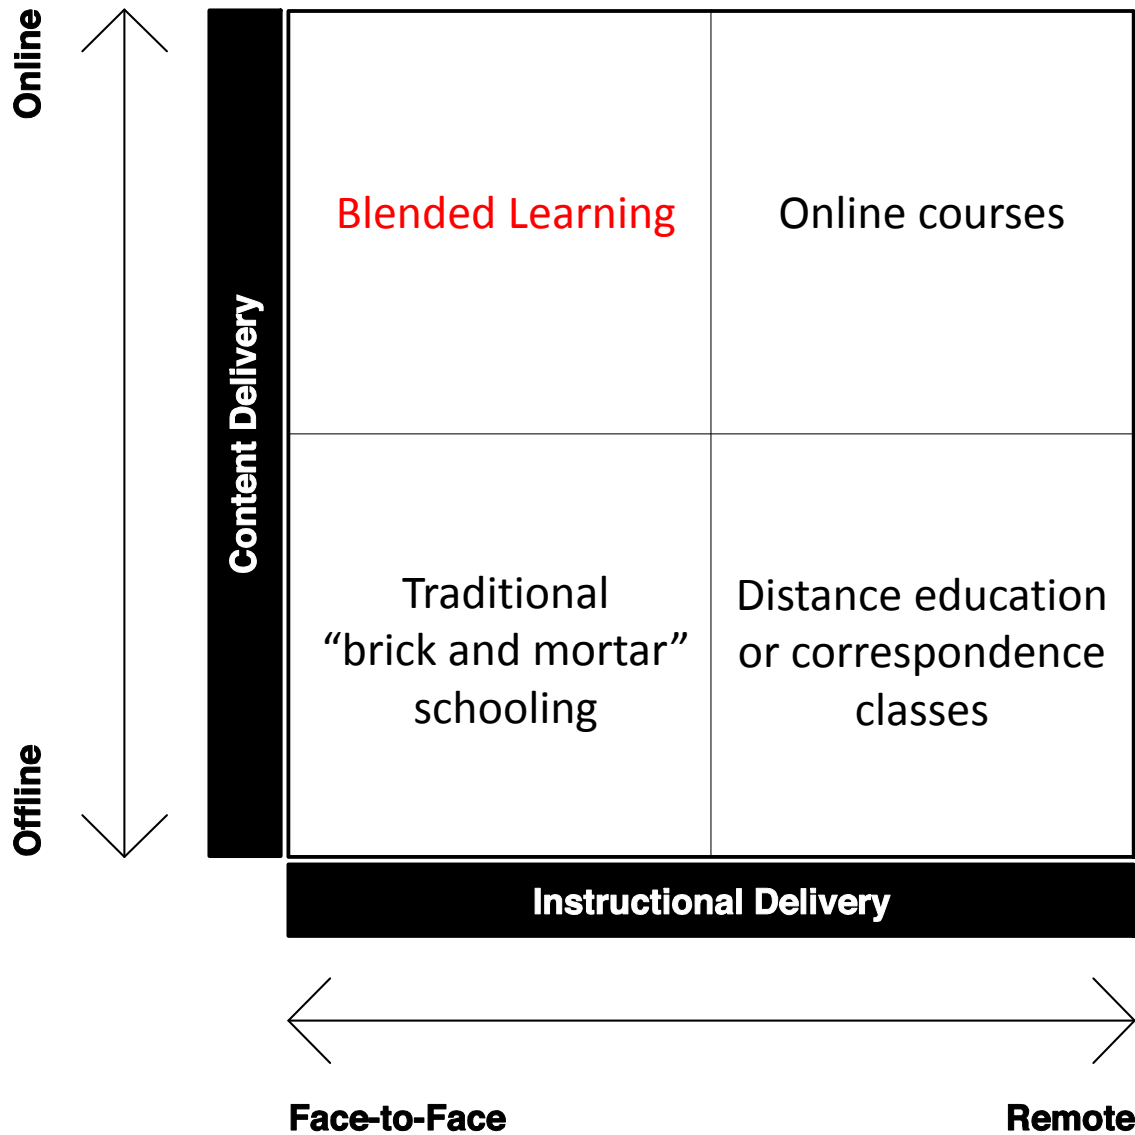 Online
Blended Learning
Online courses
Content Delivery
Traditional
“brick and mortar”
schooling
Distance education
or correspondence
classes
Offline
Instructional Delivery
Face-to-Face
Remote